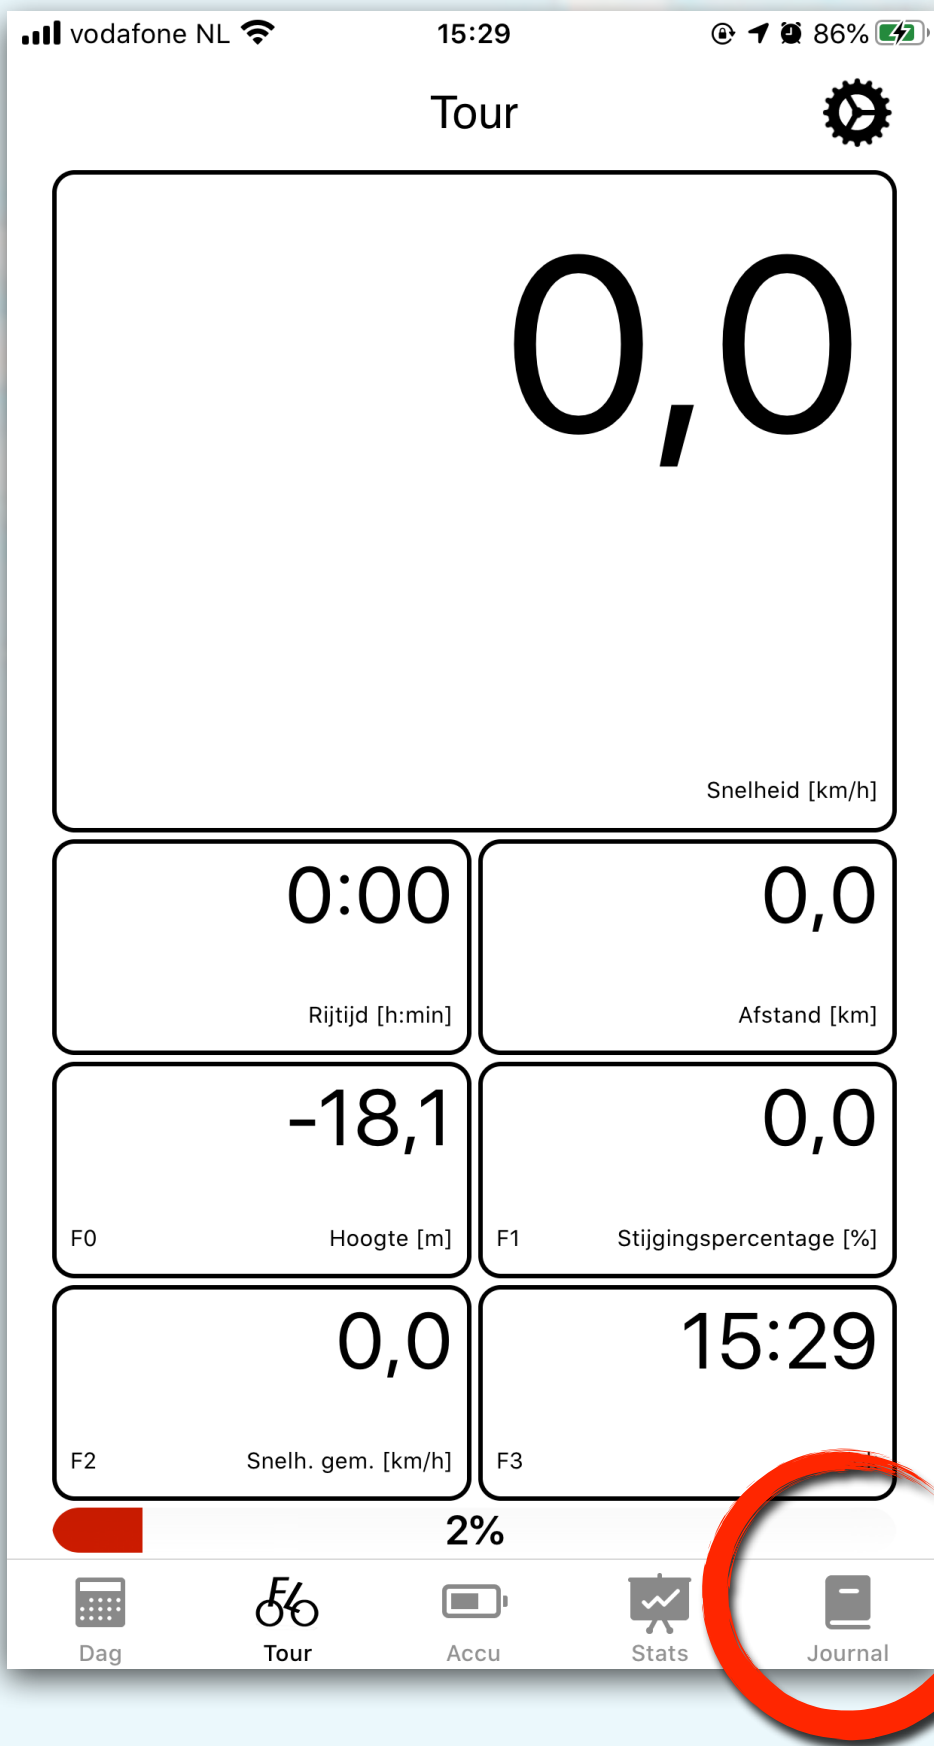 vodafone NL 15:29 86%
Tour
0,0
Snelheid [km/h]
0:00
Rijtijd [h:min]
0,0
Afstand [km]
-18,1
F0 Hoogte [m]
0,0
F1 Stijgingspercentage [%]
0,0
F2 Snelh. gem. [km/h]
15:29
F3
2%
Dag Tour Accu Stats Journal